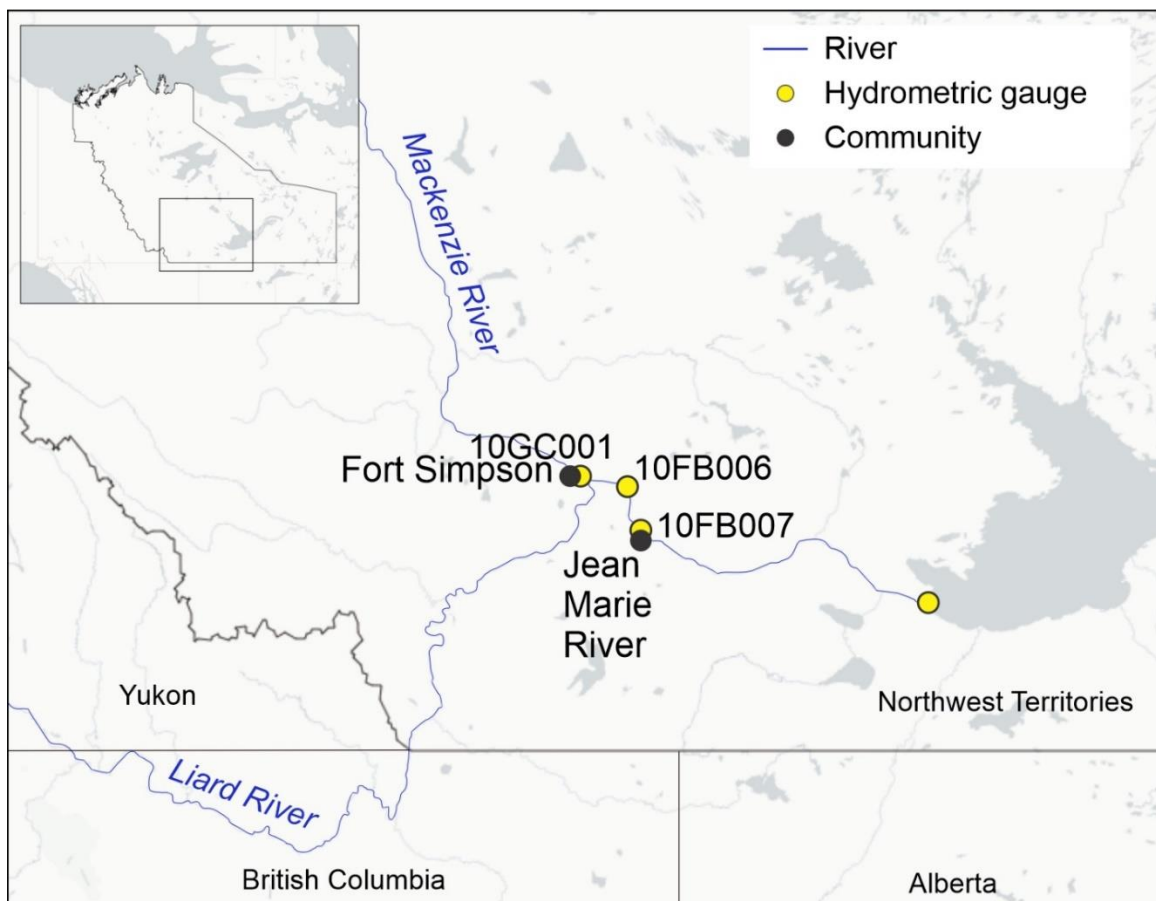 River
Hydrometric gauge
Community
Mackenzie River
10GC001
Fort Simpson
10FB006
10FB007
Jean
Marie
River
Yukon
Northwest Territories
Liard River
British Columbia
Alberta